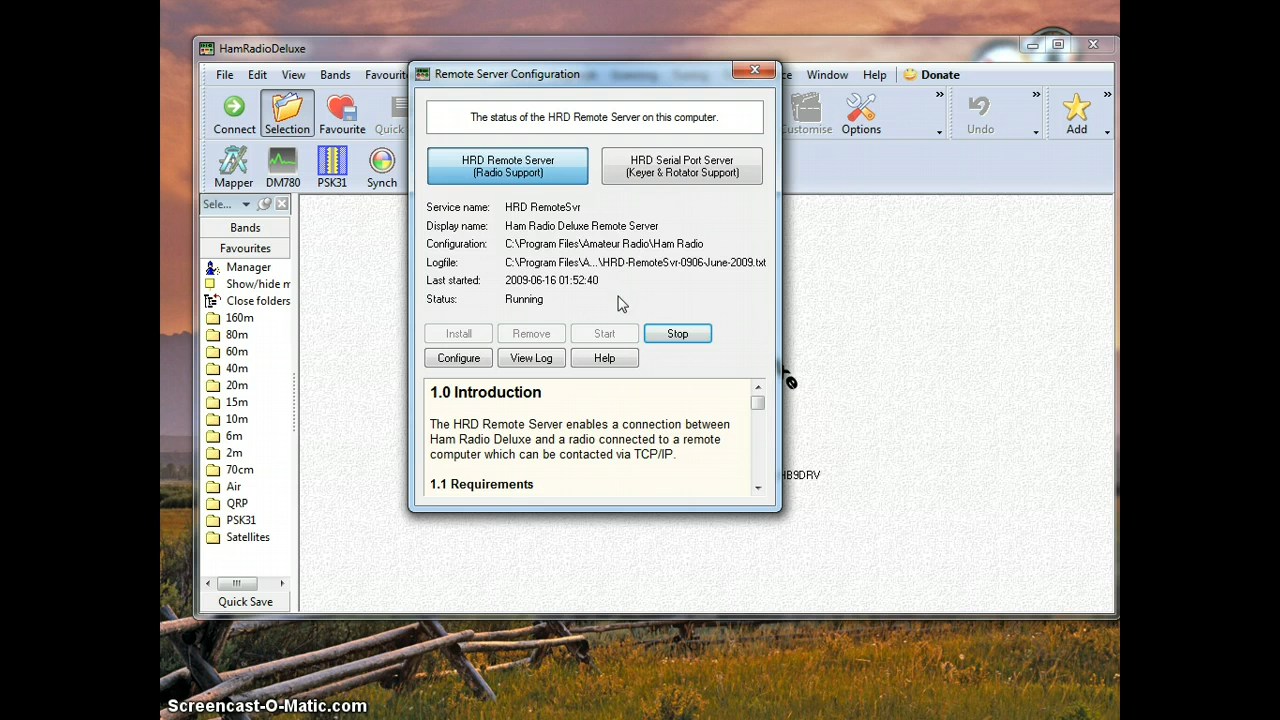 HamRadioDeluxe
File Edit View Bands Favourit
Window Help Donate
Connect Selection Favourite Quick
Customise Options Undo Add
Mapper DM780 PSK31 Synch
Sele...
Bands
Favourites
Manager
Show/hide m
Close folders
160m
80m
60m
40m
20m
15m
10m
6m
2m
70cm
Air
QRP
PSK31
Satellites
Quick Save
Remote Server Configuration
The status of the HRD Remote Server on this computer.
HRD Remote Server
(Radio Support)
HRD Serial Port Server
(Keyer & Rotator Support)
Service name: HRD RemoteSvr
Display name: Ham Radio Deluxe Remote Server
Configuration: C:\Program Files\Amateur Radio\Ham Radio
Logfile: C:\Program Files\A...\HRD-RemoteSvr-0906-June-2009.txt
Last started: 2009-06-16 01:52:40
Status: Running
Install Remove Start Stop
Configure View Log Help
1.0 Introduction
The HRD Remote Server enables a connection between
Ham Radio Deluxe and a radio connected to a remote
computer which can be contacted via TCP/IP.
1.1 Requirements
HB9DRV
Screencast-O-Matic.com